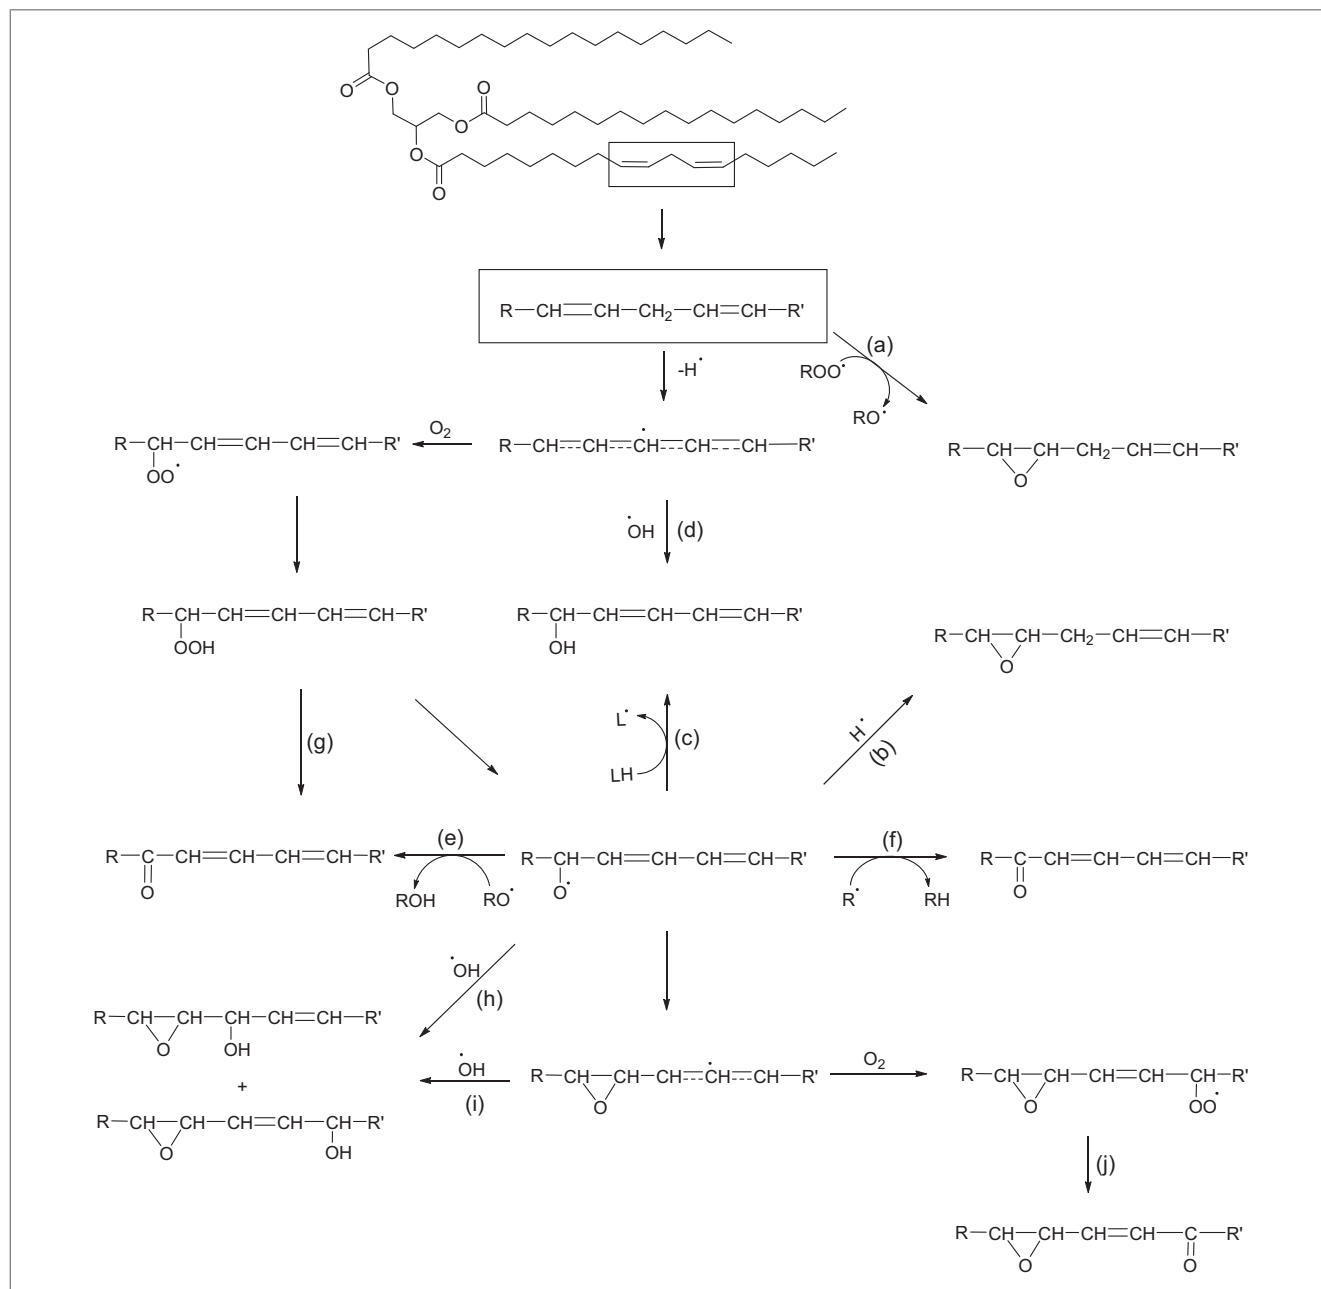 O
O
O
O
O
O
R—CH=CH—CH2—CH=CH—R'
-H•
(a)
ROO•
RO•
R—CH—CH=CH—CH=CH—R'
OO•
O2
R—CH=CH=CH=CH=CH—R'
R—CH—CH—CH2—CH=CH—R'
O
•OH
(d)
R—CH—CH=CH—CH=CH—R'
OOH
R—CH—CH=CH—CH=CH—R'
OH
R—CH—CH—CH2—CH=CH—R'
O
(g)
L•
LH
(c)
H•
(b)
R—C—CH=CH—CH=CH—R'
O
(e)
ROH
RO•
R—CH—CH=CH—CH=CH—R'
O•
(f)
R•
RH
R—C—CH=CH—CH=CH—R'
O
•OH
(h)
R—CH—CH—CH—CH=CH—R'
O
OH
+
R—CH—CH—CH=CH—CH—R'
O
OH
•OH
(i)
R—CH—CH—CH=CH=CH—R'
O
O2
R—CH—CH—CH=CH—CH—R'
O
OO•
(j)
R—CH—CH—CH=CH—C—R'
O
O